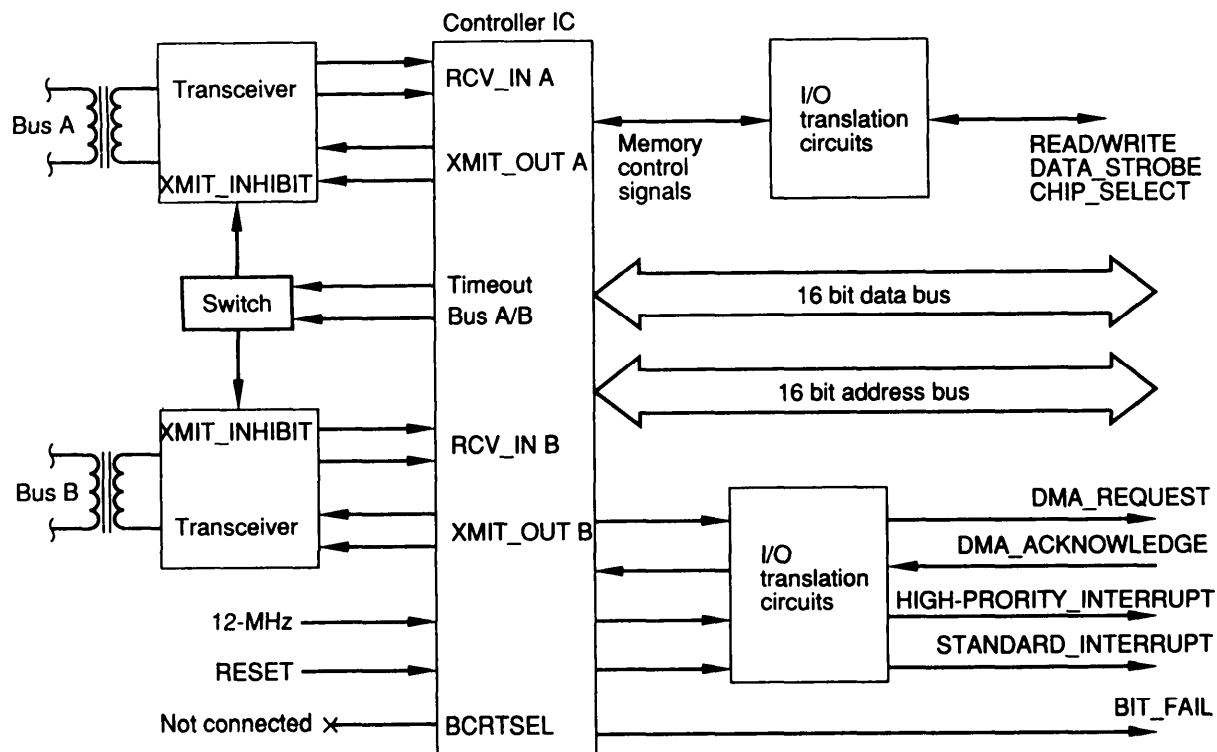 Controller IC
Transceiver
Bus A
XMIT_INHIBIT
RCV_IN A
XMIT_OUT A
Memory
control
signals
I/O
translation
circuits
READ/WRITE
DATA_STROBE
CHIP_SELECT
Switch
Timeout
Bus A/B
16 bit data bus
16 bit address bus
XMIT_INHIBIT
Bus B
Transceiver
RCV_IN B
XMIT_OUT B
I/O
translation
circuits
DMA_REQUEST
DMA_ACKNOWLEDGE
HIGH-PRORITY_INTERRUPT
STANDARD_INTERRUPT
12-MHz
RESET
Not connected
BCRTSEL
BIT_FAIL